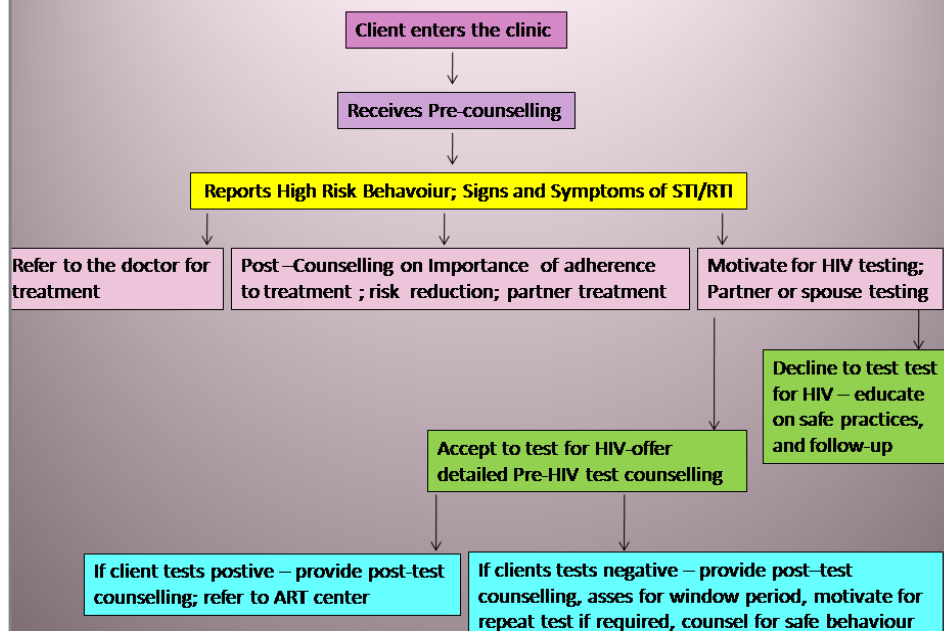 Client enters the clinic
Receives Pre-counselling
Reports High Risk Behavoiur; Signs and Symptoms of STI/RTI
Refer to the doctor for
treatment
Post –Counselling on Importance of adherence
to treatment ; risk reduction; partner treatment
Motivate for HIV testing;
Partner or spouse testing
Decline to test test
for HIV – educate
on safe practices,
and follow-up
Accept to test for HIV-offer
detailed Pre-HIV test counselling
If client tests postive – provide post-test
counselling; refer to ART center
If clients tests negative – provide post–test
counselling, asses for window period, motivate for
repeat test if required, counsel for safe behaviour